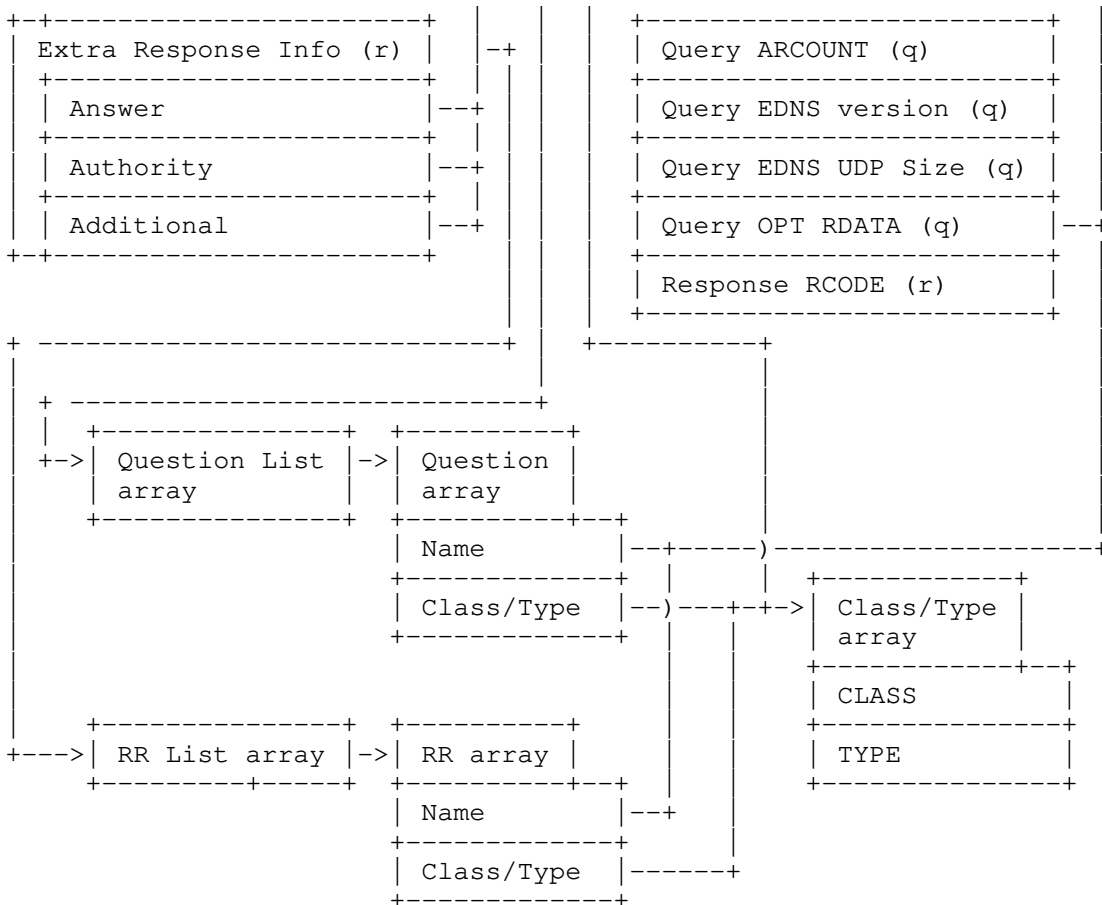 Extra Response Info (r)
Query ARCOUNT (q)
Answer
Query EDNS version (q)
Authority
Query EDNS UDP Size (q)
Additional
Query OPT RDATA (q)
Response RCODE (r)
Question List
array
Question
array
Name
Class/Type
Class/Type
array
CLASS
RR List array
RR array
TYPE
Name
Class/Type